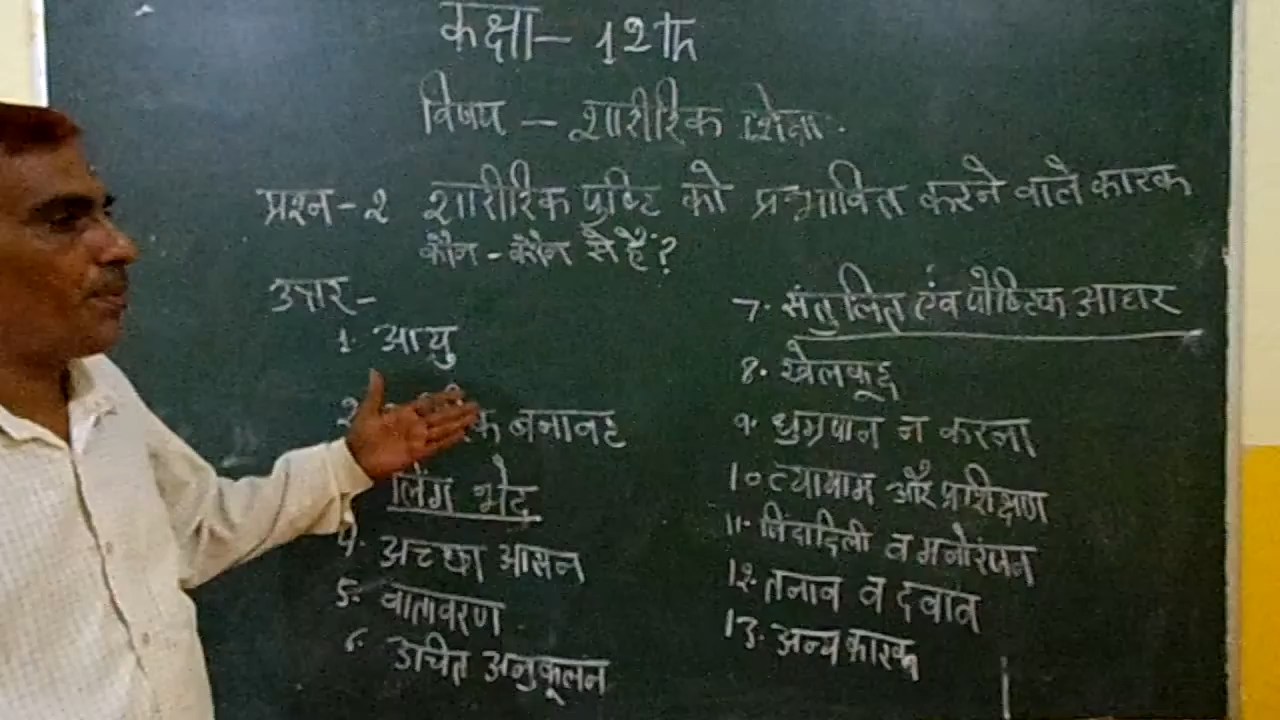 कक्षा - 12th
विषय - शारीरिक शिक्षा
प्रश्न-2 शारीरिक पुष्टि को प्रभावित करने वाले कारक
कौन-कौन से हैं?
उत्तर-
1. आयु
2. बनावट
लिंग भेद
4. अच्छा आसन
5. वातावरण
6. उचित अनुकूलन
7. संतुलित एंव पोष्टिक आहार
8. खेलकूद
9. धुम्रपान न करना
10. व्यायाम और प्रशिक्षण
11. जिंदादिली व मनोरंजन
12. तनाव व दवाव
13. अन्य कारक